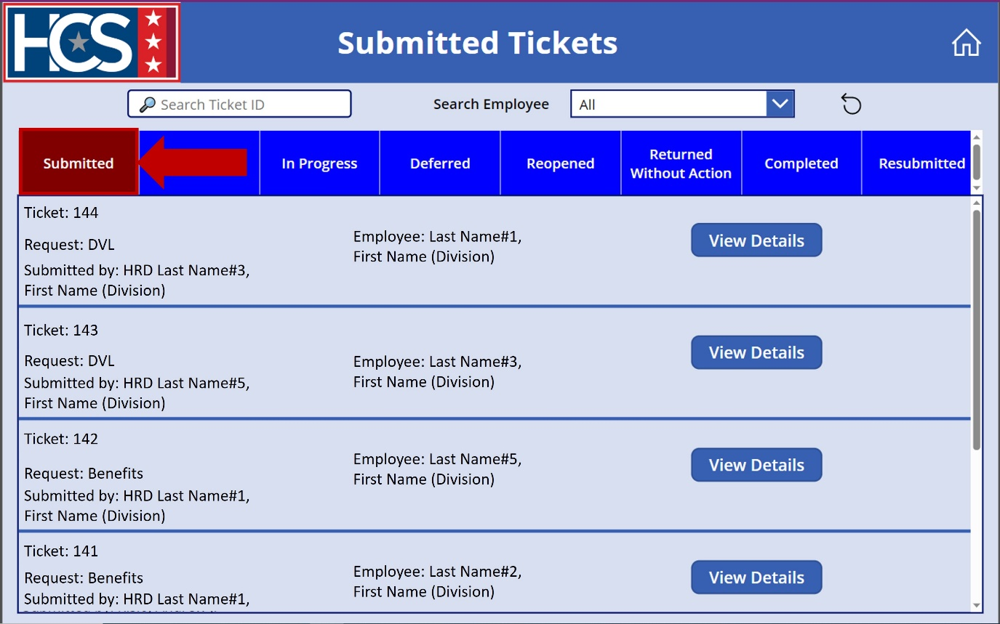 HCS
Submitted Tickets
Search Ticket ID
Search Employee
All
Submitted
In Progress
Deferred
Reopened
Returned
Without Action
Completed
Resubmitted
Ticket: 144
Request: DVL
Submitted by: HRD Last Name#3,
First Name (Division)
Employee: Last Name#1,
First Name (Division)
View Details
Ticket: 143
Request: DVL
Submitted by: HRD Last Name#5,
First Name (Division)
Employee: Last Name#3,
First Name (Division)
View Details
Ticket: 142
Request: Benefits
Submitted by: HRD Last Name#1,
First Name (Division)
Employee: Last Name#5,
First Name (Division)
View Details
Ticket: 141
Request: Benefits
Submitted by: HRD Last Name#1,
Employee: Last Name#2,
First Name (Division)
View Details